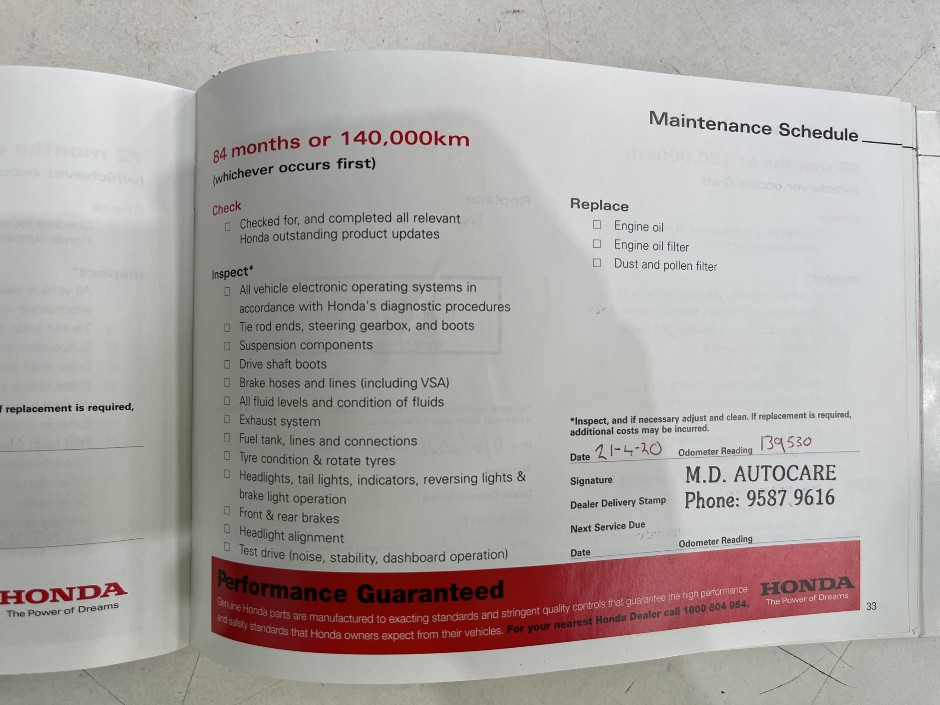 f replacement is required,
HONDA
The Power of Dreams
Maintenance Schedule
84 months or 140,000km
(whichever occurs first)
Check
Checked for, and completed all relevant
Honda outstanding product updates
Inspect*
All vehicle electronic operating systems in
accordance with Honda's diagnostic procedures
Tie rod ends, steering gearbox, and boots
Suspension components
Drive shaft boots
Brake hoses and lines (including VSA)
All fluid levels and condition of fluids
Exhaust system
Fuel tank, lines and connections
Tyre condition & rotate tyres
Headlights, tail lights, indicators, reversing lights &
brake light operation
Front & rear brakes
Headlight alignment
Test drive (noise, stability, dashboard operation)
Replace
Engine oil
Engine oil filter
Dust and pollen filter
*Inspect, and if necessary adjust and clean. If replacement is required,
additional costs may be incurred.
Date 21-4-20 Odometer Reading 139530
Signature
M.D. AUTOCARE
Dealer Delivery Stamp Phone: 9587 9616
Next Service Due
Date Odometer Reading
Performance Guaranteed
Genuine Honda parts are manufactured to exacting standards and stringent quality controls that guarantee the high performance
and safety standards that Honda owners expect from their vehicles. For your nearest Honda Dealer call 1800 804 954.
HONDA
The Power of Dreams
33